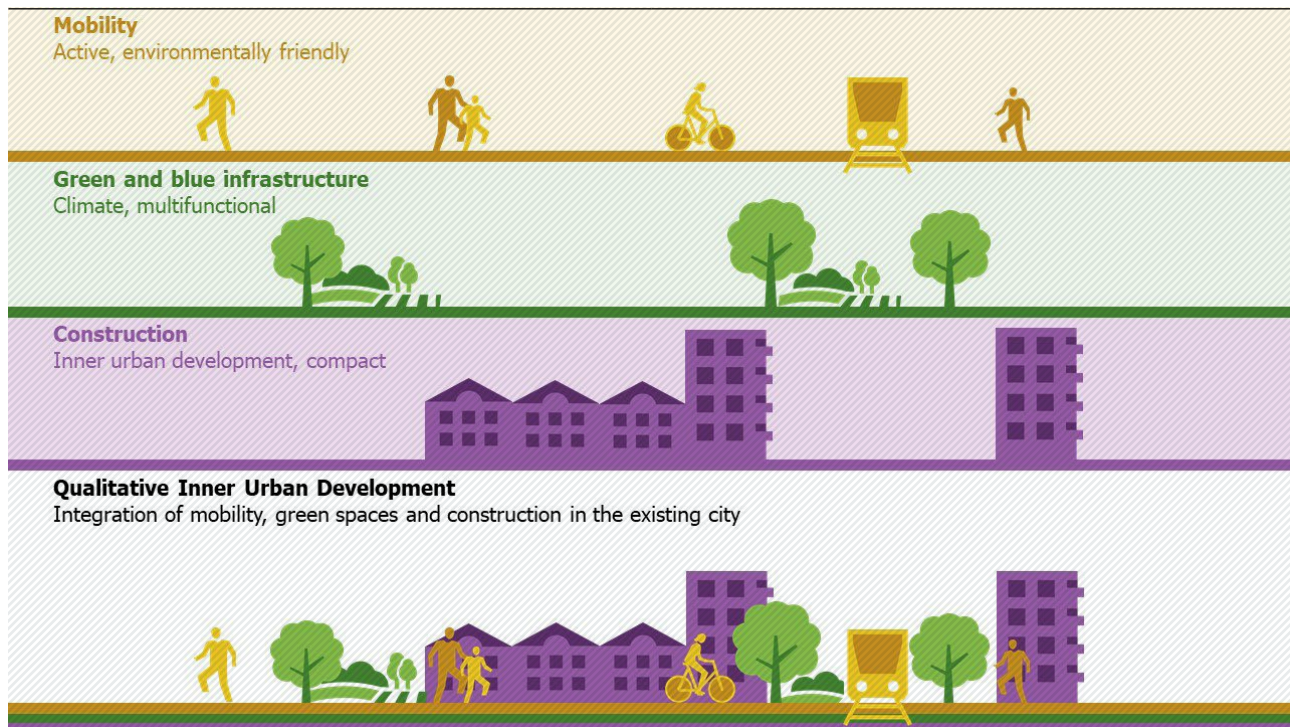 Mobility
Active, environmentally friendly
Green and blue infrastructure
Climate, multifunctional
Construction
Inner urban development, compact
Qualitative Inner Urban Development
Integration of mobility, green spaces and construction in the existing city